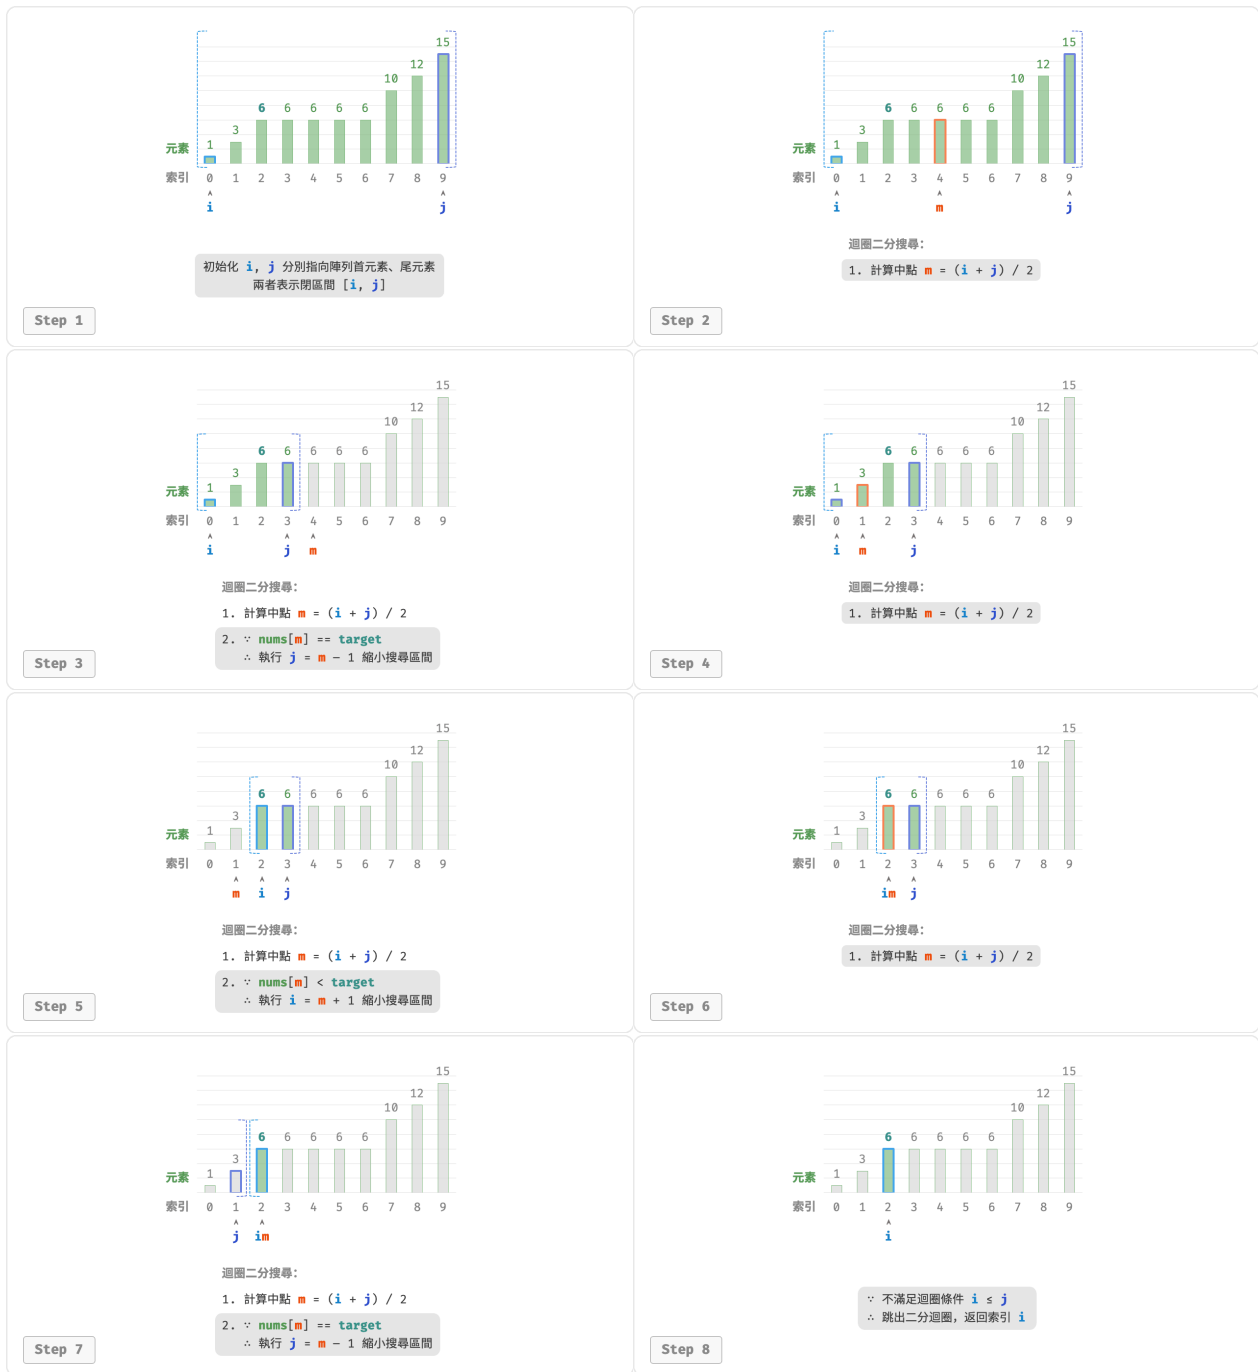 15
12
10
6 6 6 6 6
3
1
元素
索引 0 1 2 3 4 5 6 7 8 9
i j
初始化 i, j 分別指向陣列首元素、尾元素
兩者表示閉區間 [i, j]
Step 1
15
12
10
6 6 6 6 6
3
1
元素
索引 0 1 2 3 4 5 6 7 8 9
i m j
迴圈二分搜尋:
1. 計算中點 m = (i + j) / 2
Step 2
15
12
10
6 6 6 6 6
3
1
元素
索引 0 1 2 3 4 5 6 7 8 9
i j m
迴圈二分搜尋:
1. 計算中點 m = (i + j) / 2
2. ∵ nums[m] == target
∴ 執行 j = m – 1 縮小搜尋區間
Step 3
15
12
10
6 6 6 6 6
3
1
元素
索引 0 1 2 3 4 5 6 7 8 9
i m j
迴圈二分搜尋:
1. 計算中點 m = (i + j) / 2
Step 4
15
12
10
6 6 6 6 6
3
1
元素
索引 0 1 2 3 4 5 6 7 8 9
m i j
迴圈二分搜尋:
1. 計算中點 m = (i + j) / 2
2. ∵ nums[m] < target
∴ 執行 i = m + 1 縮小搜尋區間
Step 5
15
12
10
6 6 6 6 6
3
1
元素
索引 0 1 2 3 4 5 6 7 8 9
im j
迴圈二分搜尋:
1. 計算中點 m = (i + j) / 2
Step 6
15
12
10
6 6 6 6 6
3
1
元素
索引 0 1 2 3 4 5 6 7 8 9
j im
迴圈二分搜尋:
1. 計算中點 m = (i + j) / 2
2. ∵ nums[m] == target
∴ 執行 j = m – 1 縮小搜尋區間
Step 7
15
12
10
6 6 6 6 6
3
1
元素
索引 0 1 2 3 4 5 6 7 8 9
i
∵ 不滿足迴圈條件 i ≤ j
∴ 跳出二分迴圈，返回索引 i
Step 8